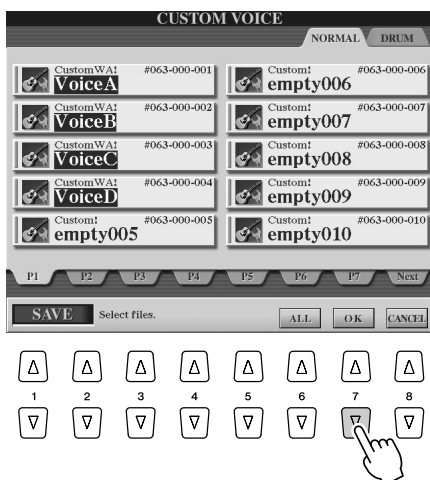 CUSTOM VOICE
NORMAL DRUM
CustomWA! #063-000-001
VoiceA
CustomWA! #063-000-002
VoiceB
CustomWA! #063-000-003
VoiceC
CustomWA! #063-000-004
VoiceD
Custom! #063-000-005
empty005
Custom! #063-000-006
empty006
Custom! #063-000-007
empty007
Custom! #063-000-008
empty008
Custom! #063-000-009
empty009
Custom! #063-000-010
empty010
P1 P2 P3 P4 P5 P6 P7 Next
SAVE Select files. ALL OK CANCEL
1 2 3 4 5 6 7 8